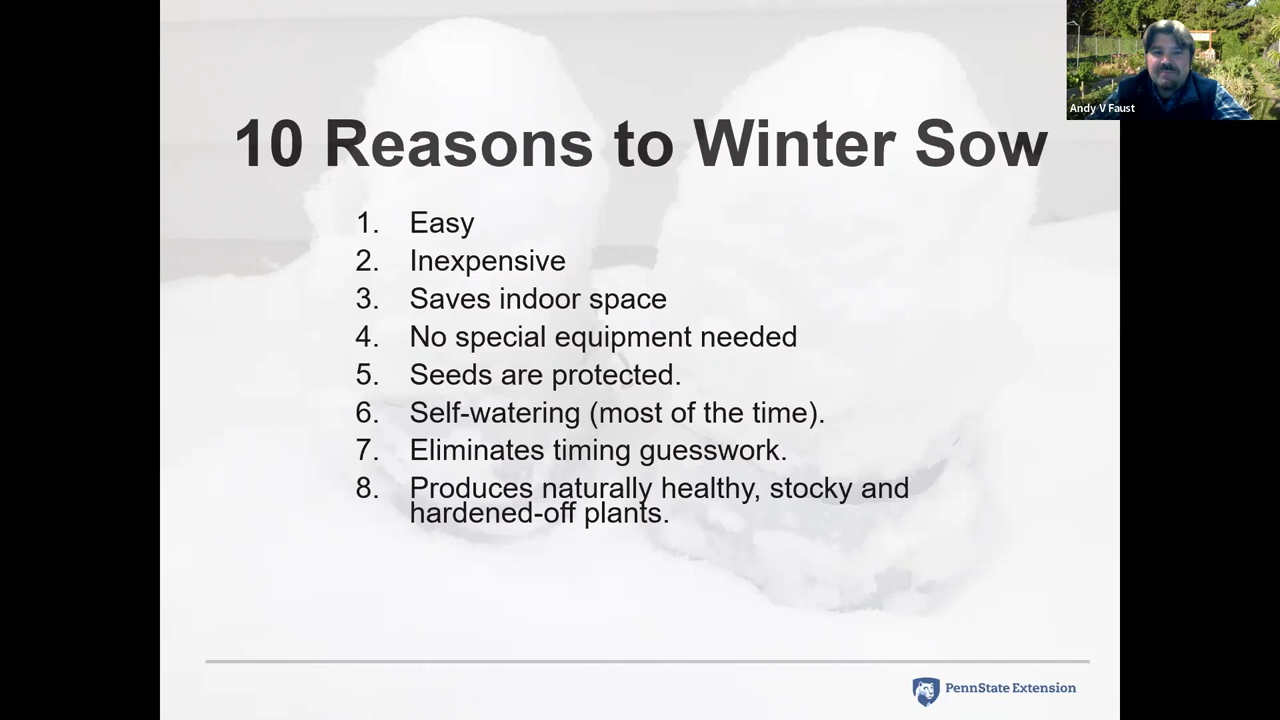 Andy V Faust
10 Reasons to Winter Sow
1. Easy
2. Inexpensive
3. Saves indoor space
4. No special equipment needed
5. Seeds are protected.
6. Self-watering (most of the time).
7. Eliminates timing guesswork.
8. Produces naturally healthy, stocky and
hardened-off plants.
PennState Extension